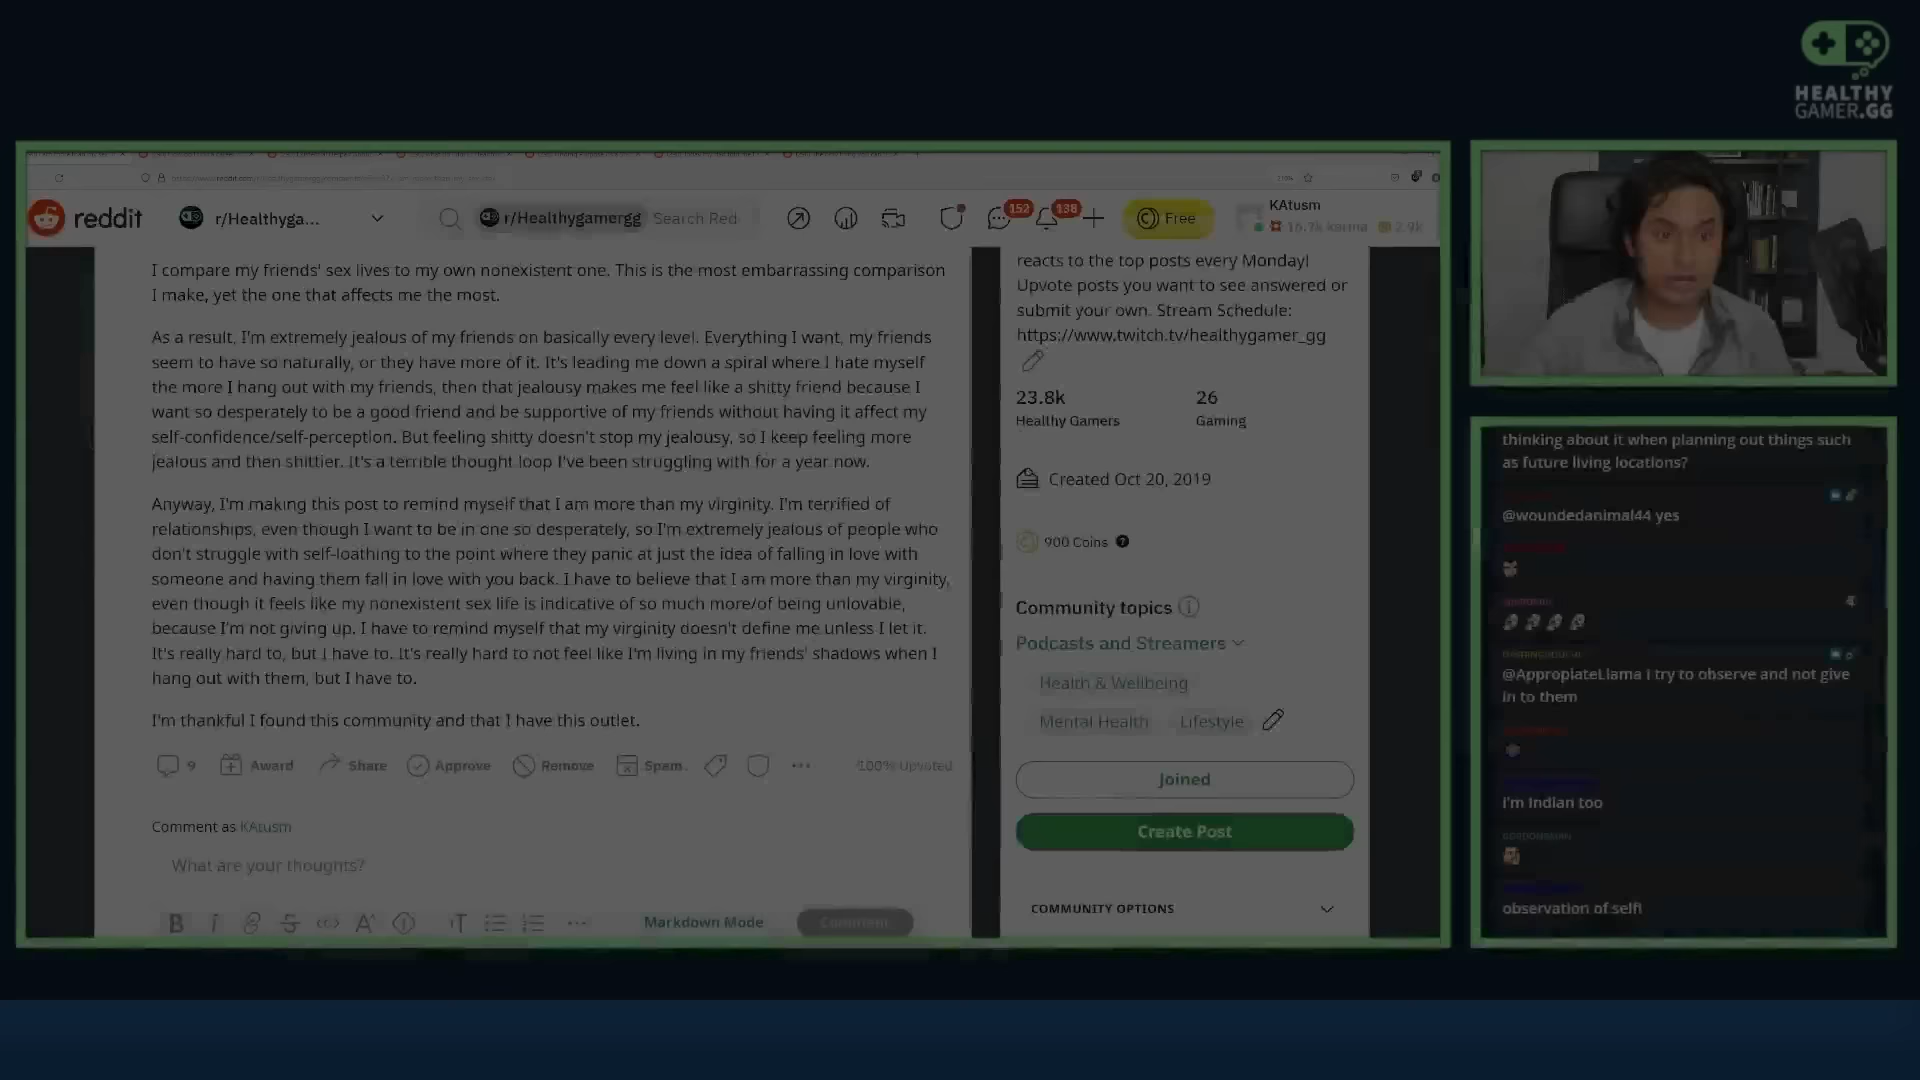 HEALTHY
GAMER.GG
reddit
r/Healthyga...
r/Healthygamergg Search Red
152
138
Free
KAtusm
16.7k karma 2.9k
I compare my friends' sex lives to my own nonexistent one. This is the most embarrassing comparison
I make, yet the one that affects me the most.
As a result, I'm extremely jealous of my friends on basically every level. Everything I want, my friends
seem to have so naturally, or they have more of it. It's leading me down a spiral where I hate myself
the more I hang out with my friends, then that jealousy makes me feel like a shitty friend because I
want so desperately to be a good friend and be supportive of my friends without having it affect my
self-confidence/self-perception. But feeling shitty doesn't stop my jealousy, so I keep feeling more
jealous and then shittier. It's a terrible thought loop I've been struggling with for a year now.
Anyway, I'm making this post to remind myself that I am more than my virginity. I'm terrified of
relationships, even though I want to be in one so desperately, so I'm extremely jealous of people who
don't struggle with self-loathing to the point where they panic at just the idea of falling in love with
someone and having them fall in love with you back. I have to believe that I am more than my virginity,
even though it feels like my nonexistent sex life is indicative of so much more/of being unlovable,
because I'm not giving up. I have to remind myself that my virginity doesn't define me unless I let it.
It's really hard to, but I have to. It's really hard to not feel like I'm living in my friends' shadows when I
hang out with them, but I have to.
I'm thankful I found this community and that I have this outlet.
9 Award Share Approve Remove Spam 100% Upvoted
Comment as KAtusm
What are your thoughts?
Markdown Mode
Comment
reacts to the top posts every Monday!
Upvote posts you want to see answered or
submit your own. Stream Schedule:
https://www.twitch.tv/healthygamer_gg
23.8k
Healthy Gamers
26
Gaming
Created Oct 20, 2019
900 Coins
Community topics
Podcasts and Streamers
Health & Wellbeing
Mental Health
Lifestyle
Joined
Create Post
COMMUNITY OPTIONS
thinking about it when planning out things such
as future living locations?
@woundedanimal44 yes
@AppropiateLlama I try to observe and not give
in to them
I'm Indian too
observation of self!